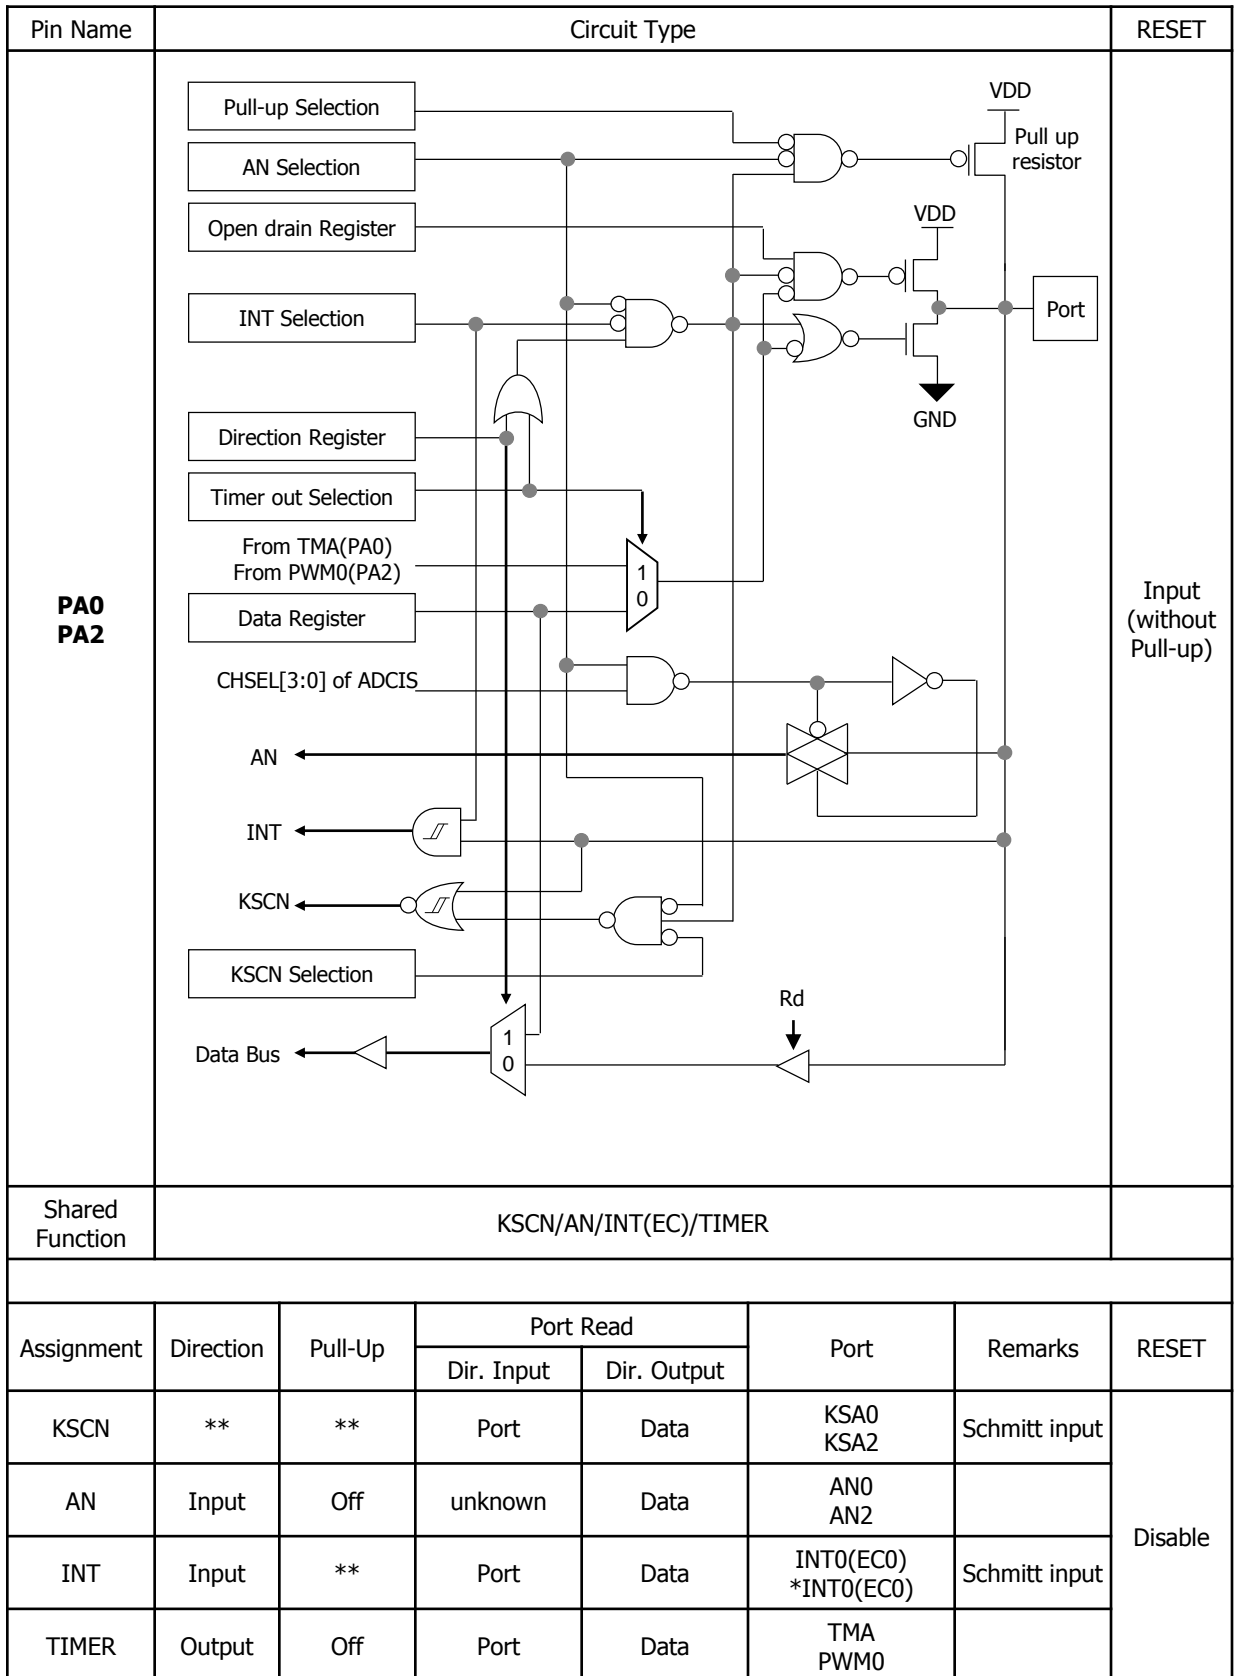 Pin Name
Circuit Type
RESET
PA0
PA2
Pull-up Selection
AN Selection
Open drain Register
INT Selection
Direction Register
Timer out Selection
From TMA(PA0)
From PWM0(PA2)
Data Register
CHSEL[3:0] of ADCIS
AN
INT
KSCN
KSCN Selection
Data Bus
VDD
Pull up
resistor
VDD
Port
GND
1
0
Rd
1
0
Input
(without
Pull-up)
Shared
Function
KSCN/AN/INT(EC)/TIMER
Assignment
Direction
Pull-Up
Port Read
Dir. Input
Dir. Output
Port
Remarks
RESET
KSCN
**
**
Port
Data
KSA0
KSA2
Schmitt input
AN
Input
Off
unknown
Data
AN0
AN2
INT
Input
**
Port
Data
INT0(EC0)
*INT0(EC0)
Schmitt input
TIMER
Output
Off
Port
Data
TMA
PWM0
Disable